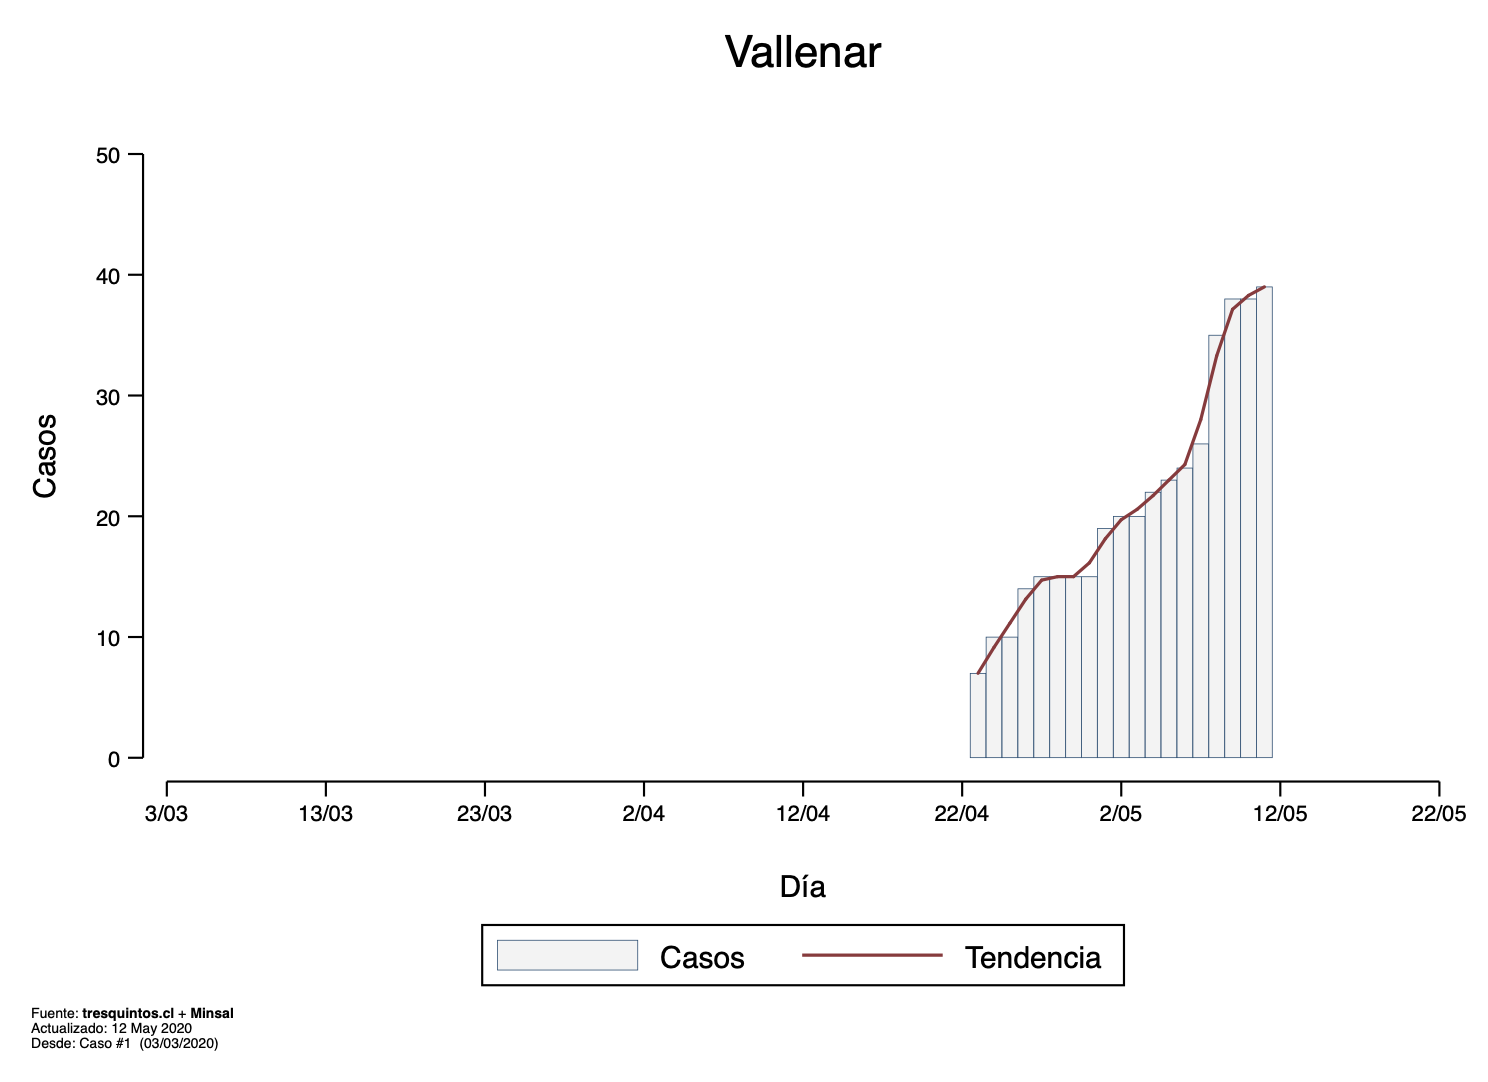 Vallenar
50
40
30
20
10
0
Casos
3/03 13/03 23/03 2/04 12/04 22/04 2/05 12/05 22/05
Día
Casos Tendencia
Fuente: tresquintos.cl + Minsal
Actualizado: 12 May 2020
Desde: Caso #1 (03/03/2020)